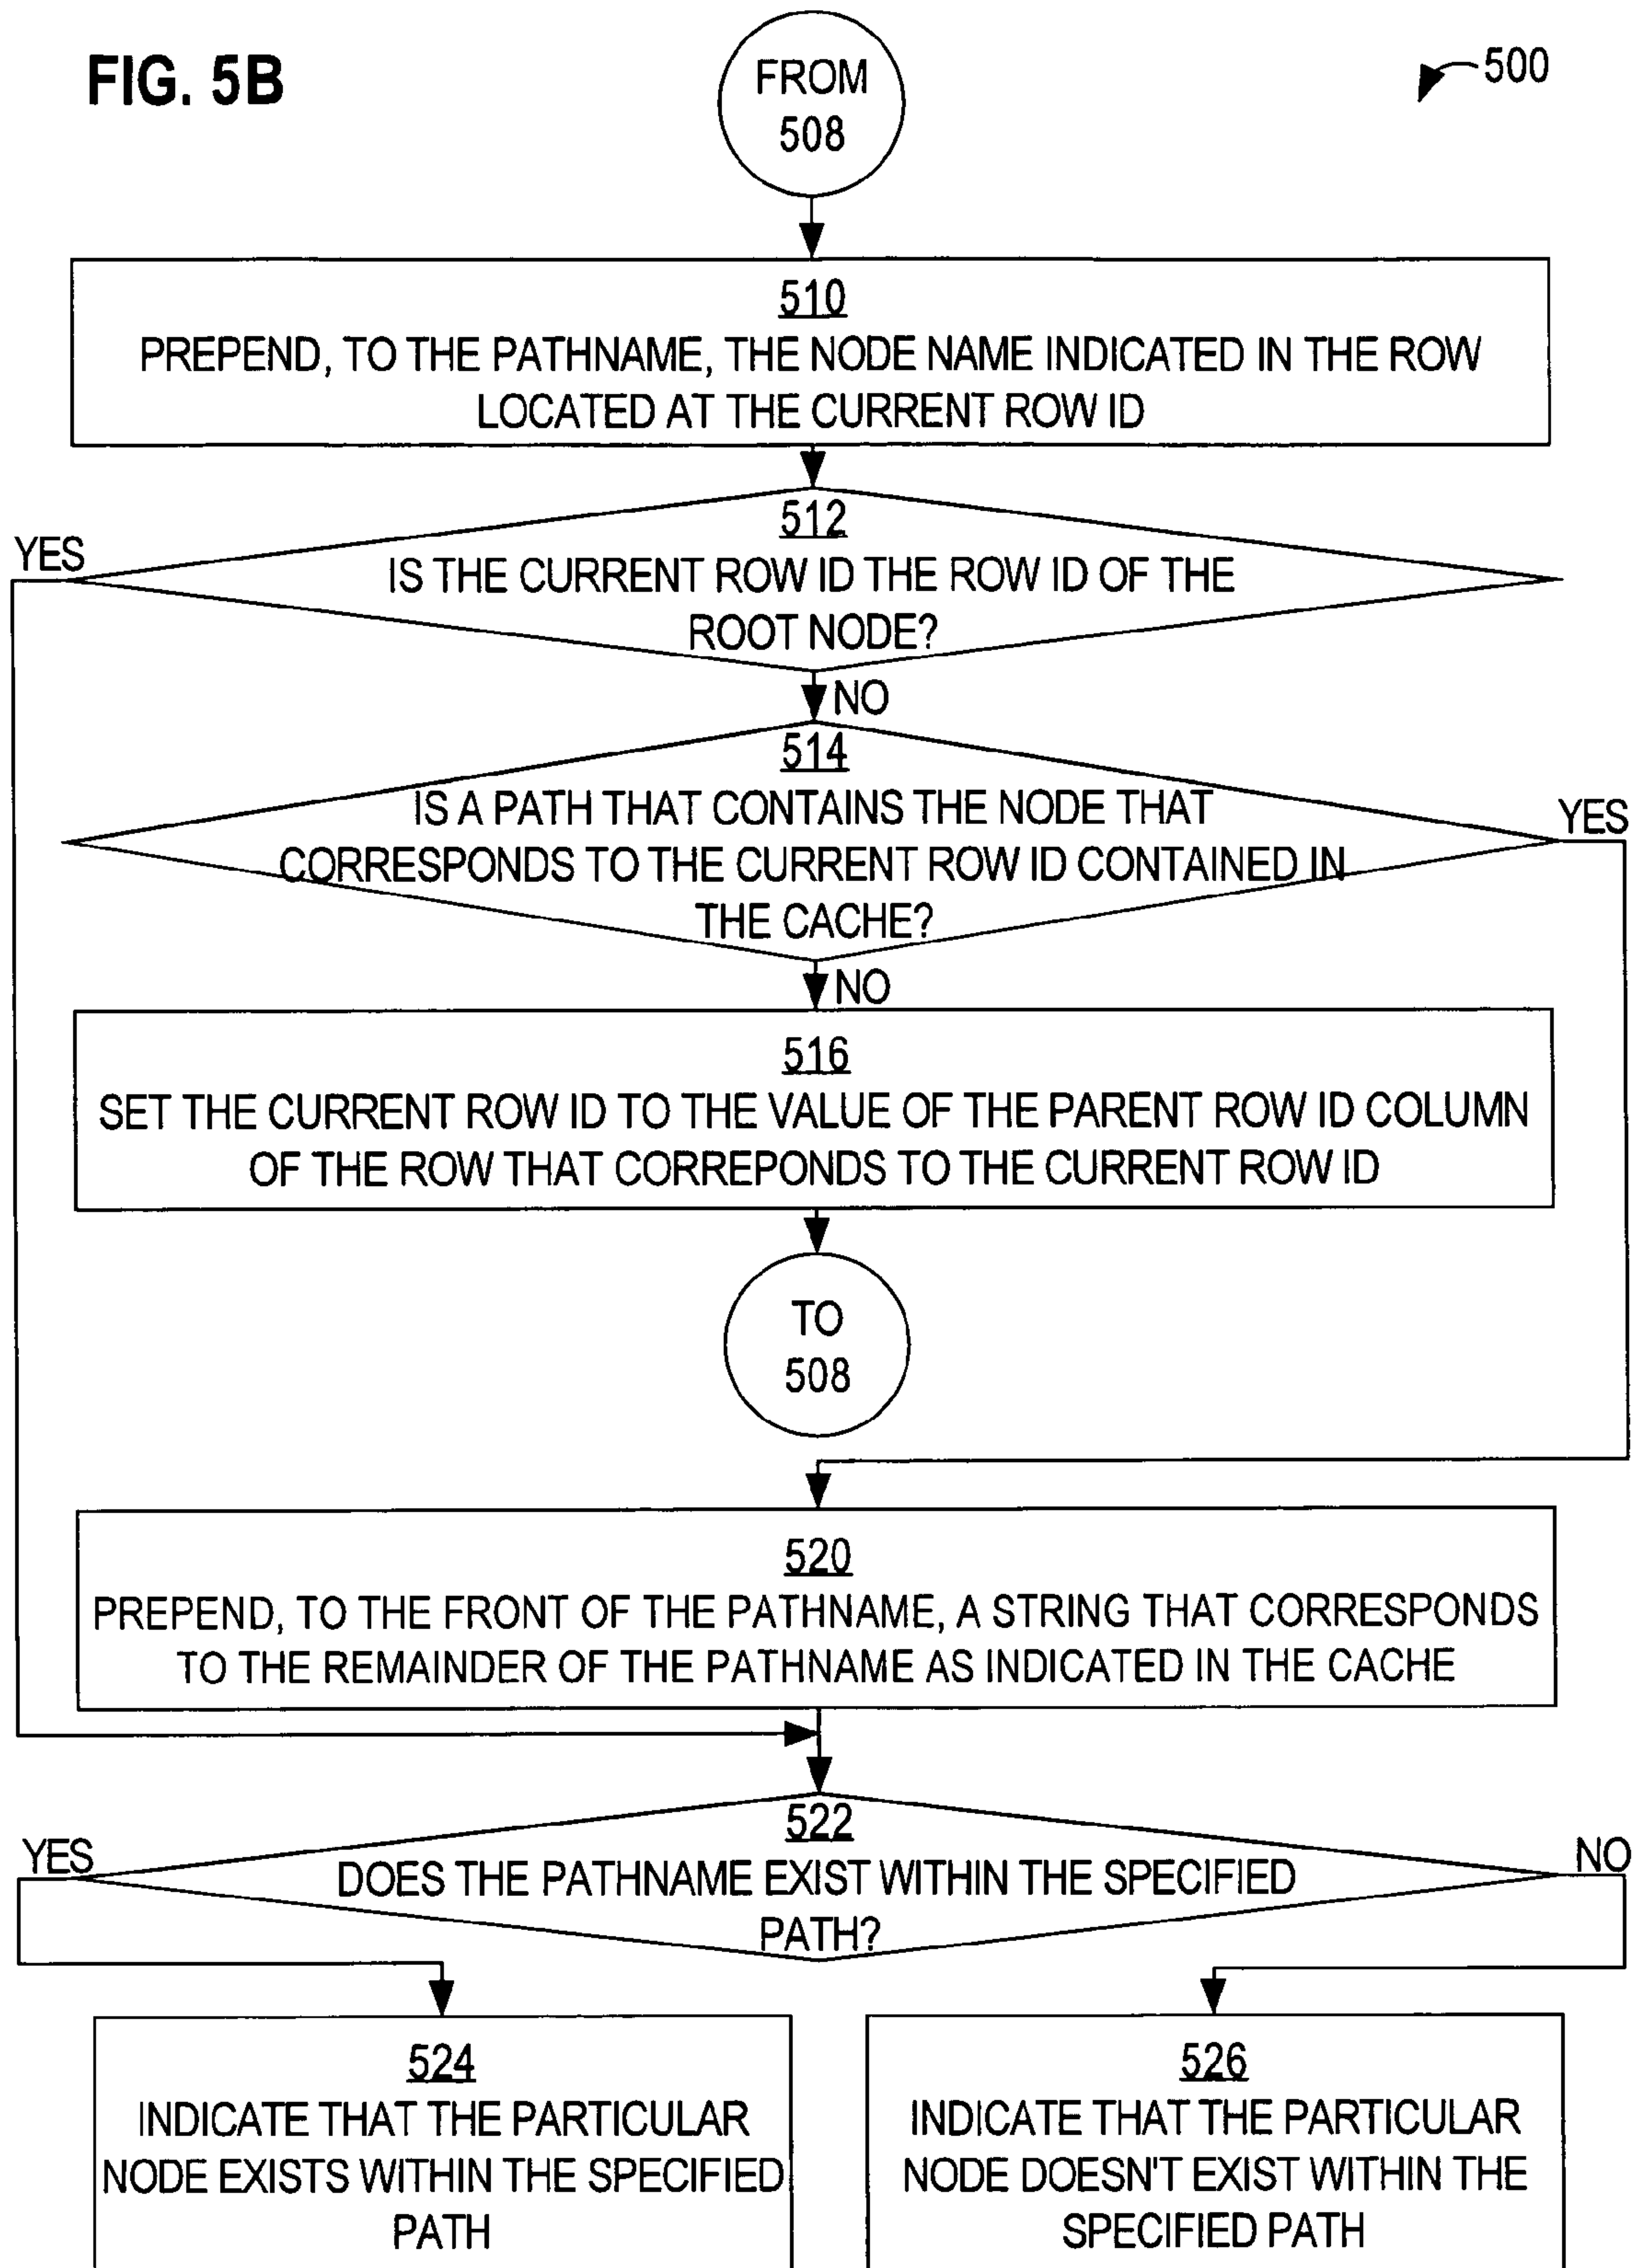 FIG. 5B
500
FROM
508
510
PREPEND, TO THE PATHNAME, THE NODE NAME INDICATED IN THE ROW
LOCATED AT THE CURRENT ROW ID
512
IS THE CURRENT ROW ID THE ROW ID OF THE
ROOT NODE?
YES
NO
514
IS A PATH THAT CONTAINS THE NODE THAT
CORRESPONDS TO THE CURRENT ROW ID CONTAINED IN
THE CACHE?
YES
NO
516
SET THE CURRENT ROW ID TO THE VALUE OF THE PARENT ROW ID COLUMN
OF THE ROW THAT CORREPONDS TO THE CURRENT ROW ID
TO
508
520
PREPEND, TO THE FRONT OF THE PATHNAME, A STRING THAT CORRESPONDS
TO THE REMAINDER OF THE PATHNAME AS INDICATED IN THE CACHE
522
DOES THE PATHNAME EXIST WITHIN THE SPECIFIED
PATH?
YES
NO
524
INDICATE THAT THE PARTICULAR
NODE EXISTS WITHIN THE SPECIFIED
PATH
526
INDICATE THAT THE PARTICULAR
NODE DOESN'T EXIST WITHIN THE
SPECIFIED PATH